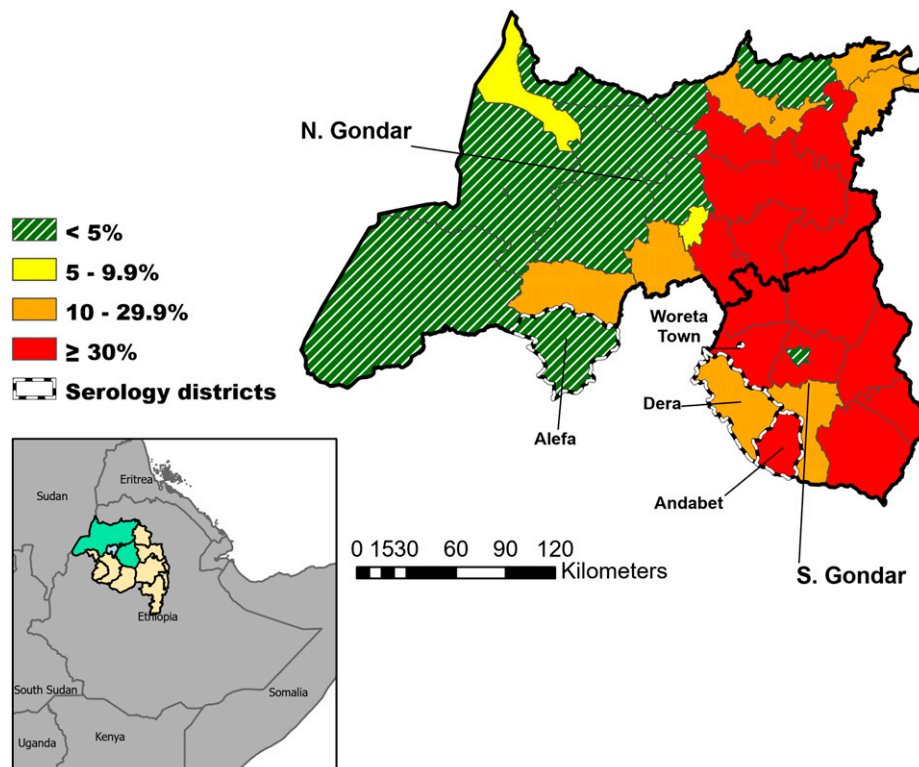 N. Gondar
< 5%
5 - 9.9%
10 - 29.9%
≥ 30%
Serology districts
Woreta
Town
Dera
Alefa
Andabet
S. Gondar
0 1530 60 90 120
Kilometers
Sudan
Eritrea
Ethiopia
South Sudan
Somalia
Uganda
Kenya